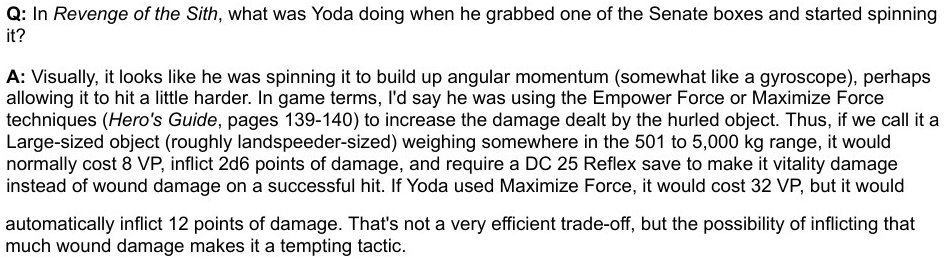 Q: In Revenge of the Sith, what was Yoda doing when he grabbed one of the Senate boxes and started spinning
it?
A: Visually, it looks like he was spinning it to build up angular momentum (somewhat like a gyroscope), perhaps
allowing it to hit a little harder. In game terms, I'd say he was using the Empower Force or Maximize Force
techniques (Hero's Guide, pages 139-140) to increase the damage dealt by the hurled object. Thus, if we call it a
Large-sized object (roughly landspeeder-sized) weighing somewhere in the 501 to 5,000 kg range, it would
normally cost 8 VP, inflict 2d6 points of damage, and require a DC 25 Reflex save to make it vitality damage
instead of wound damage on a successful hit. If Yoda used Maximize Force, it would cost 32 VP, but it would
automatically inflict 12 points of damage. That's not a very efficient trade-off, but the possibility of inflicting that
much wound damage makes it a tempting tactic.